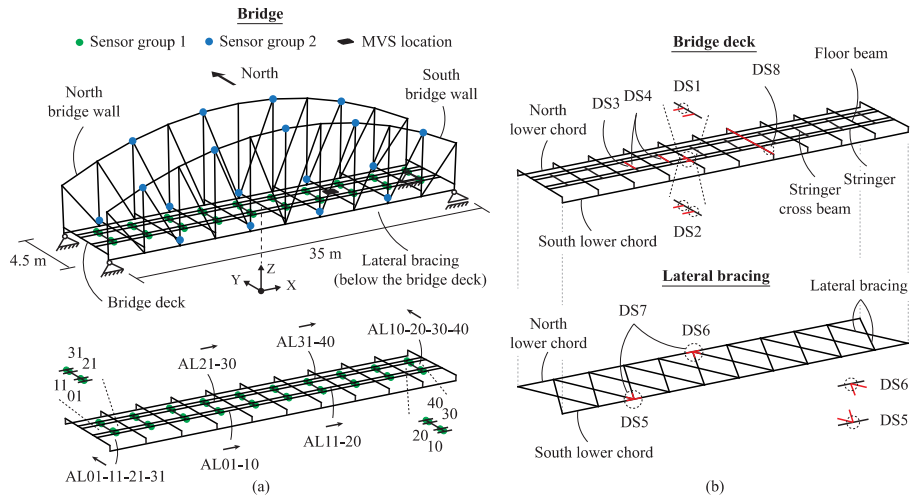 Bridge
Sensor group 1
Sensor group 2
MVS location
North
North
bridge wall
South
bridge wall
4.5 m
35 m
Z
Y
X
Lateral bracing
(below the bridge deck)
Bridge deck
31
21
11
01
AL21-30
AL31-40
AL10-20-30-40
40
30
20
10
AL11-20
AL01-10
AL01-11-21-31
(a)
Bridge deck
Floor beam
DS8
DS1
DS4
DS3
North
lower chord
Stringer
Stringer
cross beam
DS2
South lower chord
Lateral bracing
Lateral bracing
DS7
DS6
North
lower chord
DS6
DS5
DS5
South lower chord
(b)